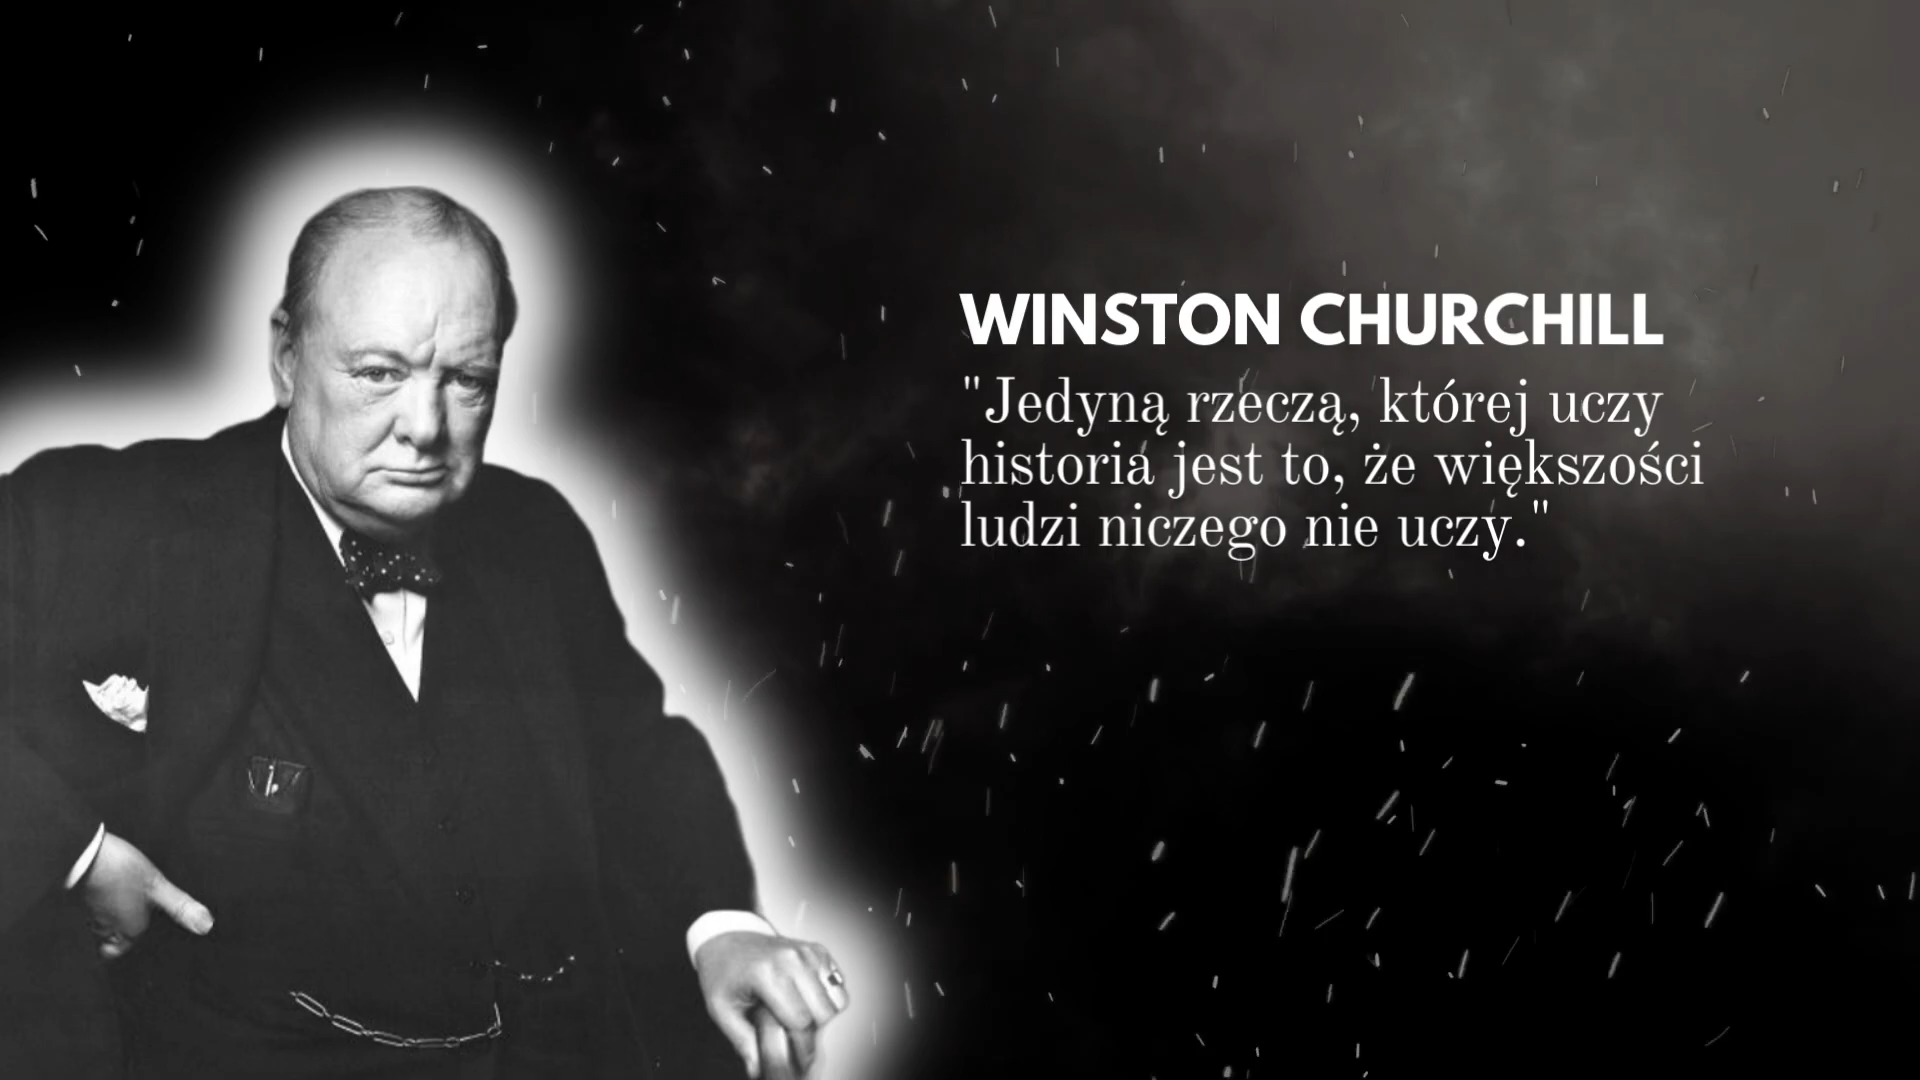 WINSTON CHURCHILL
"Jedyną rzeczą, której uczy
historia jest to, że większości
ludzi niczego nie uczy."